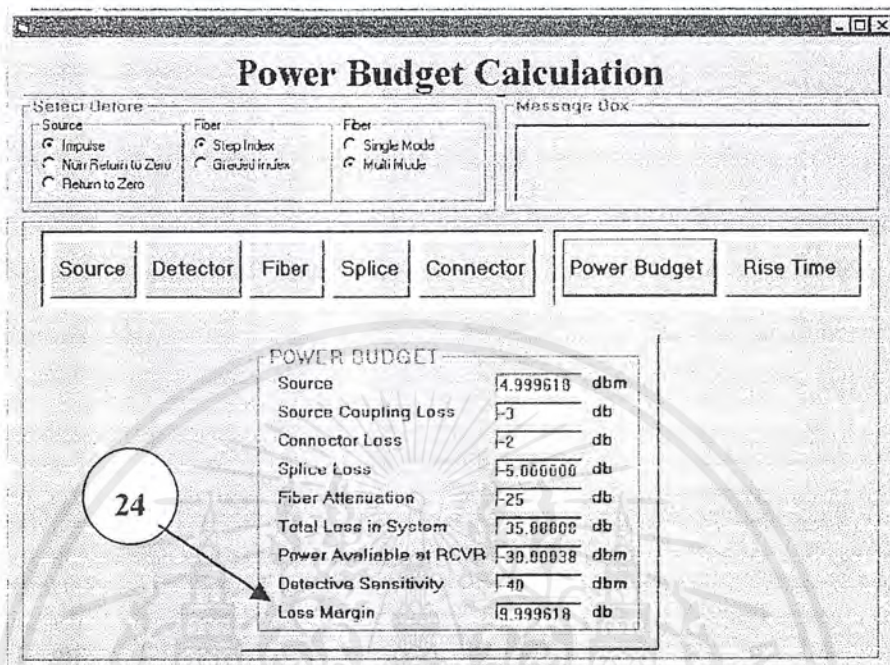 Power Budget Calculation
Select Before
Message Box
Source
Impulse
Non Return to Zero
Return to Zero
Fiber
Step Index
Graded Index
Fiber
Single Mode
Multi Mode
Source Detector Fiber Splice Connector Power Budget Rise Time
POWER BUDGET
Source 4.999618 dbm
Source Coupling Loss -3 db
Connector Loss -2 db
Splice Loss -5.000000 db
Fiber Attenuation -25 db
Total Loss in System 35.00000 db
Power Avaliable at RCVR -30.00038 dbm
Detective Sensitivity -40 dbm
Loss Margin 9.999618 db
24